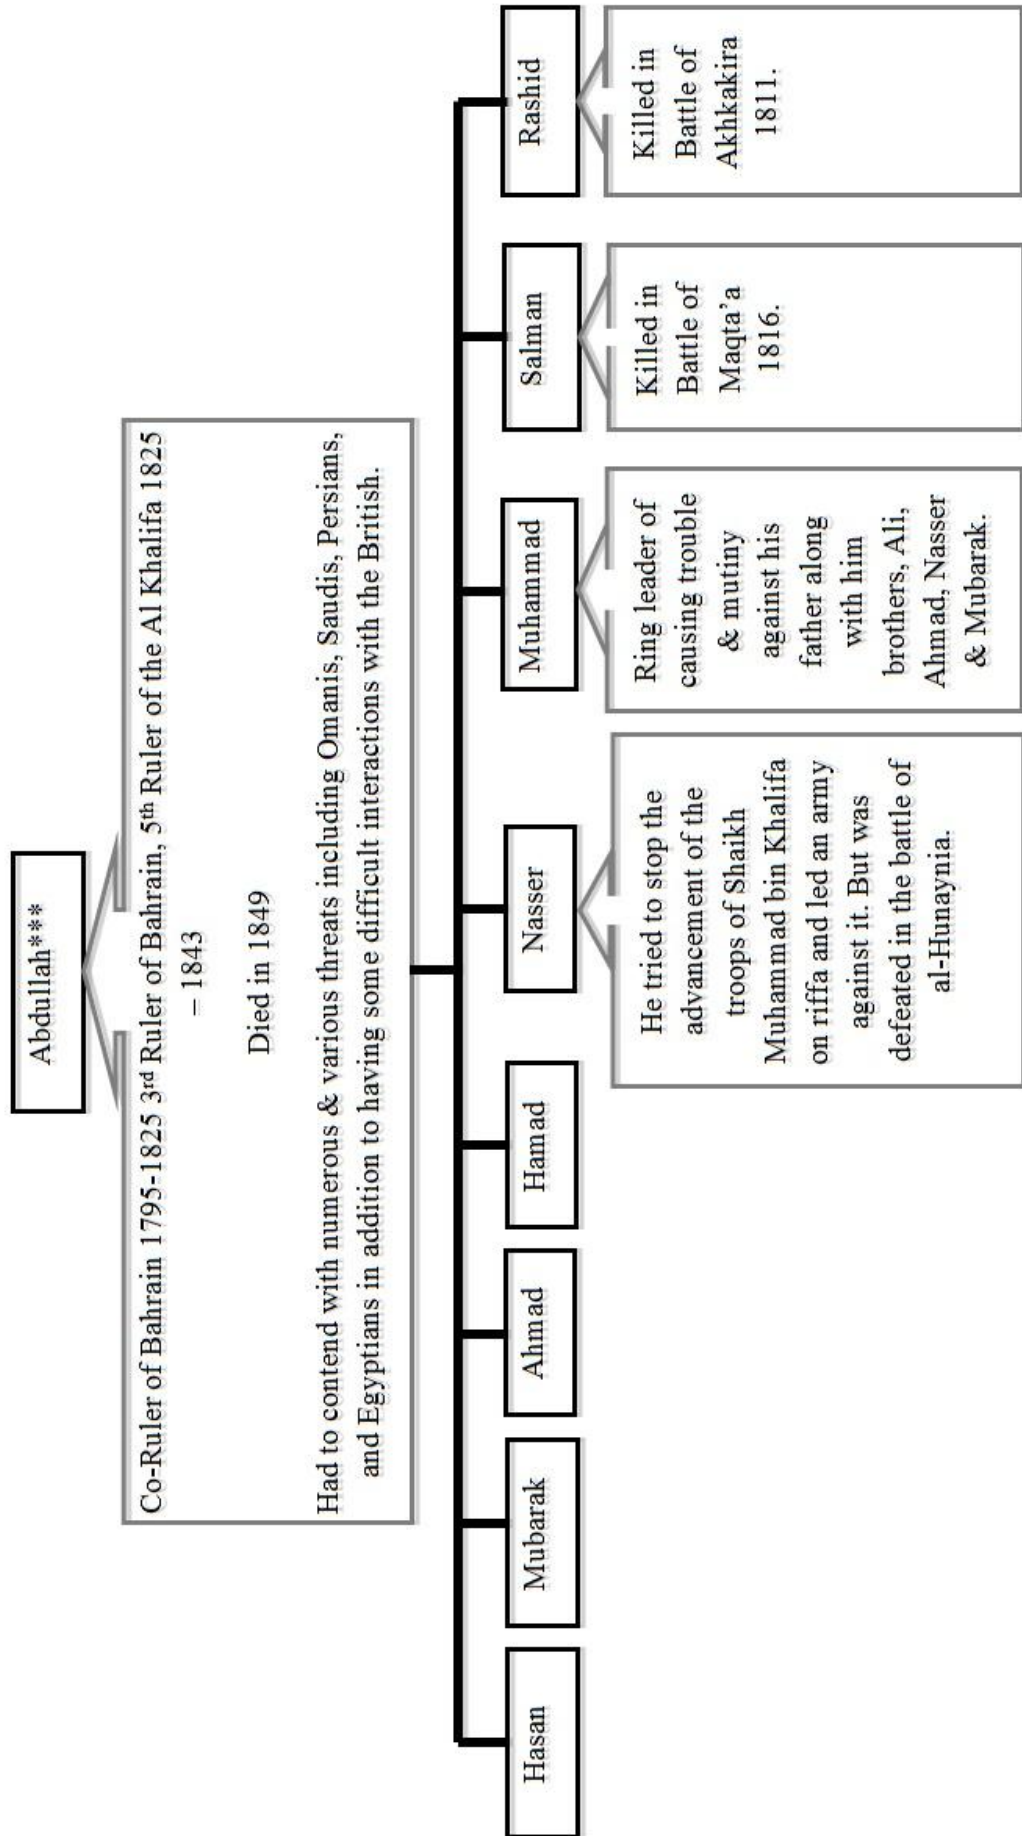 Abdullah***
Co-Ruler of Bahrain 1795-1825 3rd Ruler of Bahrain, 5th Ruler of the Al Khalifa 1825
– 1843
Died in 1849
Had to contend with numerous & various threats including Omanis, Saudis, Persians,
and Egyptians in addition to having some difficult interactions with the British.
Hasan
Mubarak
Ahmad
Hamad
Nasser
He tried to stop the
advancement of the
troops of Shaikh
Muhammad bin Khalifa
on riffa and led an army
against it. But was
defeated in the battle of
al-Hunaynia.
Muhammad
Ring leader of
causing trouble
& mutiny
against his
father along
with him
brothers, Ali,
Ahmad, Nasser
& Mubarak.
Salman
Killed in
Battle of
Maqta’a
1816.
Rashid
Killed in
Battle of
Akhkakira
1811.